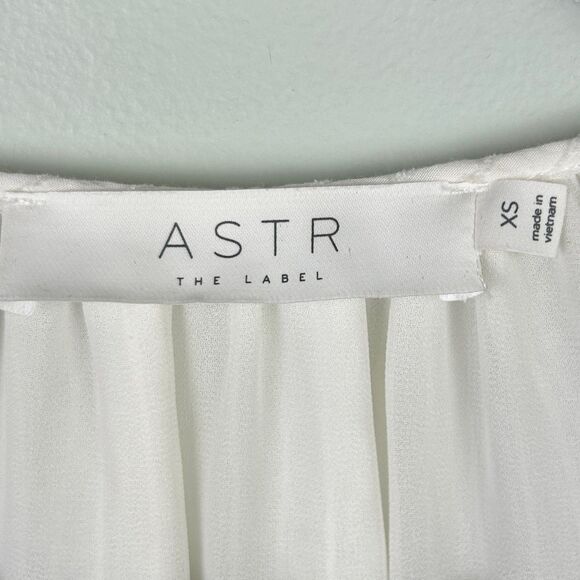 ASTR
THE LABEL
XS
made in
vietnam